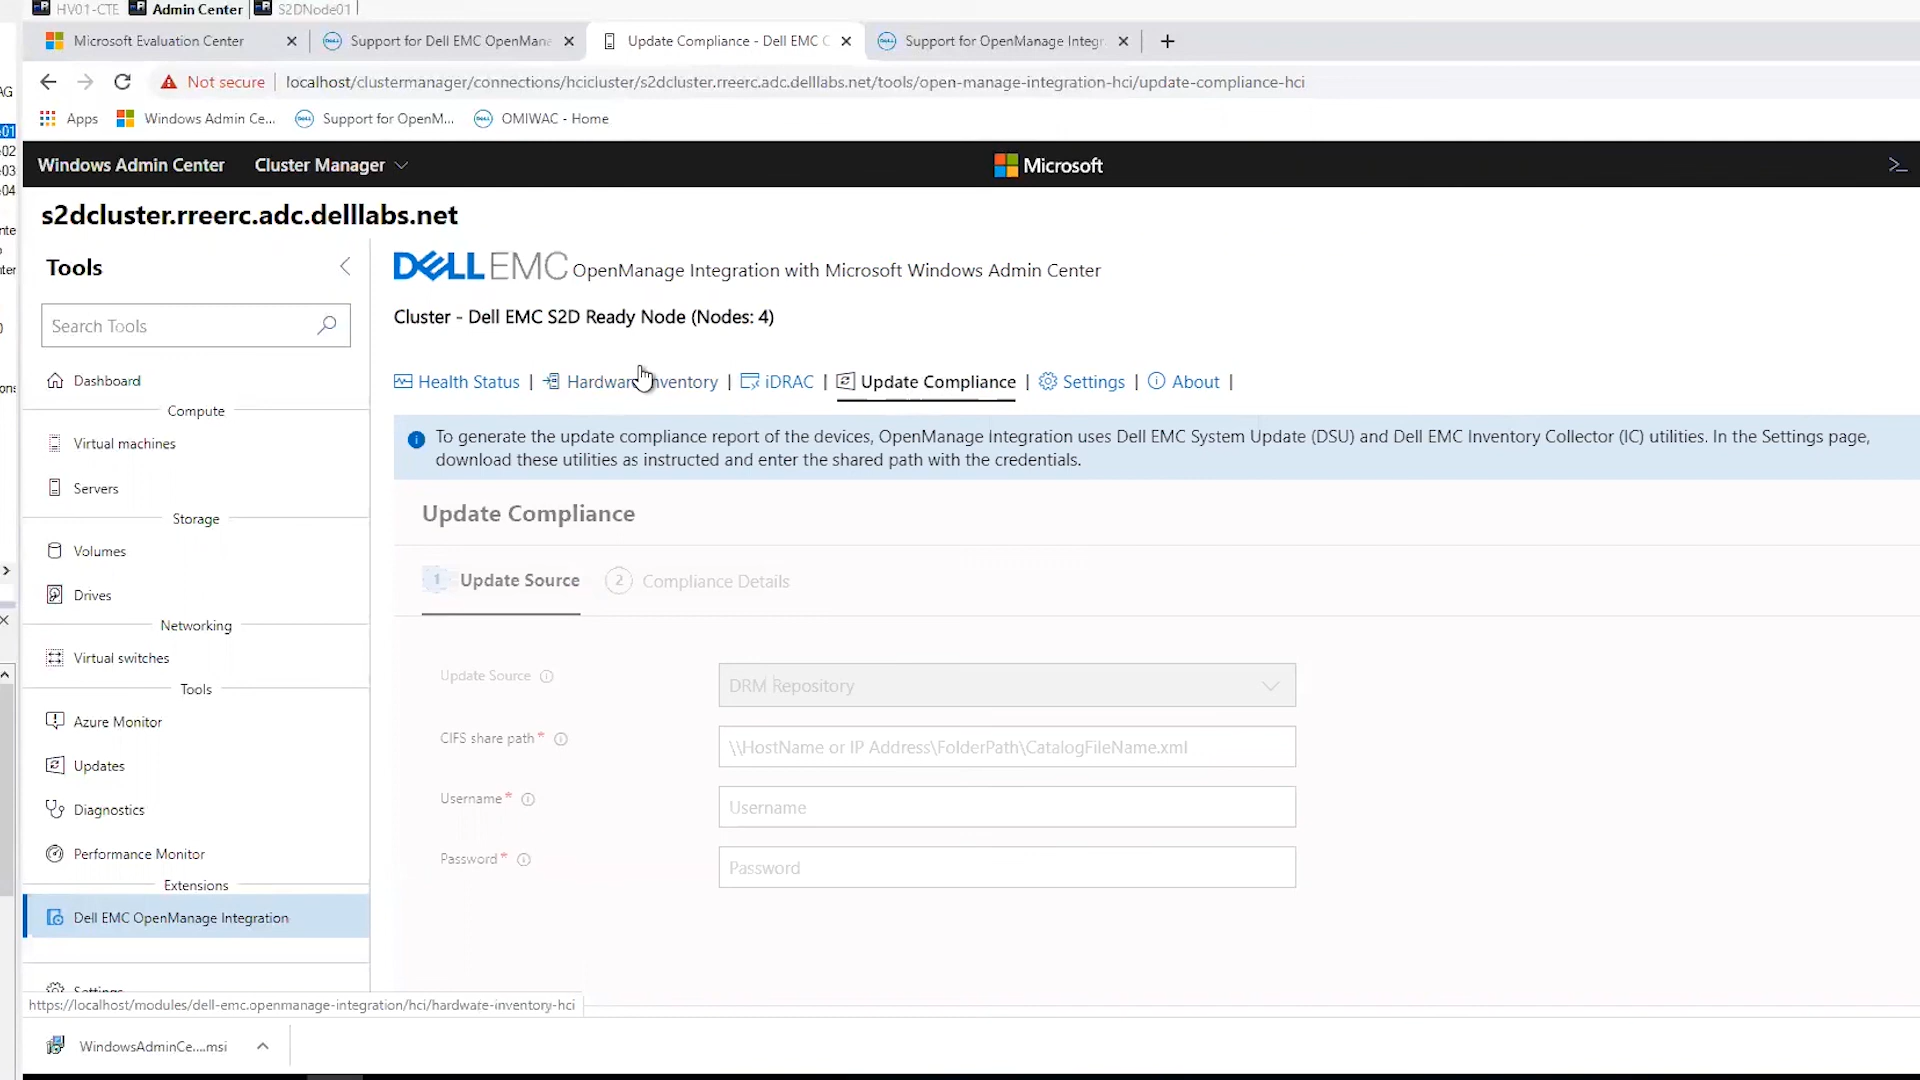 HV01-CTE Admin Center S2DNode01
Microsoft Evaluation Center Support for Dell EMC OpenMana Update Compliance - Dell EMC C Support for OpenManage Integr
Not secure localhost/clustermanager/connections/hcicluster/s2dcluster.rreerc.adc.delllabs.net/tools/open-manage-integration-hci/update-compliance-hci
Apps Windows Admin Ce... Support for OpenM... OMIWAC - Home
AG
01
02
03
04
Windows Admin Center Cluster Manager Microsoft
s2dcluster.rreerc.adc.delllabs.net
Tools
Search Tools
Dashboard
Compute
Virtual machines
Servers
Storage
Volumes
Drives
Networking
Virtual switches
Tools
Azure Monitor
Updates
Diagnostics
Performance Monitor
Extensions
Dell EMC OpenManage Integration
Settings
DELL EMC OpenManage Integration with Microsoft Windows Admin Center
Cluster - Dell EMC S2D Ready Node (Nodes: 4)
Health Status | Hardware Inventory | iDRAC | Update Compliance | Settings | About |
To generate the update compliance report of the devices, OpenManage Integration uses Dell EMC System Update (DSU) and Dell EMC Inventory Collector (IC) utilities. In the Settings page,
download these utilities as instructed and enter the shared path with the credentials.
Update Compliance
1 Update Source 2 Compliance Details
Update Source DRM Repository
CIFS share path * \\HostName or IP Address\FolderPath\CatalogFileName.xml
Username * Username
Password * Password
https://localhost/modules/dell-emc.openmanage-integration/hci/hardware-inventory-hci
WindowsAdminCe....msi